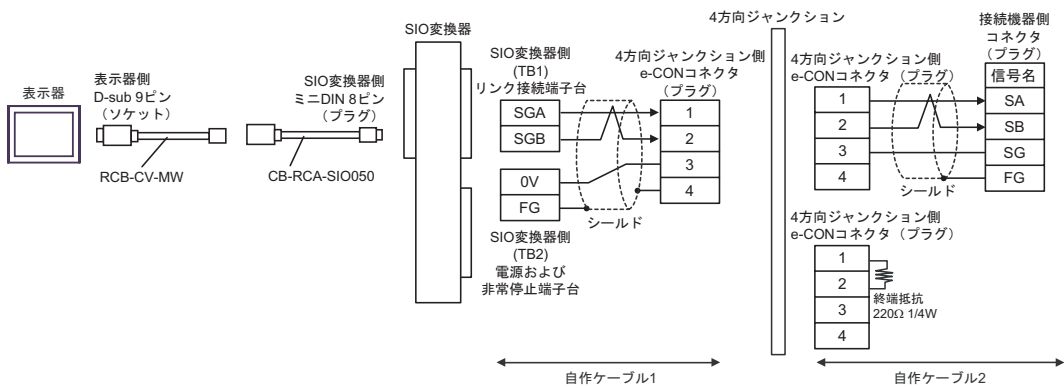 表示器
表示器側
D-sub 9ピン
（ソケット）
RCB-CV-MW
SIO変換器側
ミニDIN 8ピン
（プラグ）
CB-RCA-SIO050
SIO変換器
SIO変換器側
(TB1)
リンク接続端子台
SGA
SGB
0V
FG
SIO変換器側
(TB2)
電源および
非常停止端子台
シールド
4方向ジャンクション側
e-CONコネクタ
（プラグ）
1
2
3
4
自作ケーブル1
4方向ジャンクション
4方向ジャンクション側
e-CONコネクタ（プラグ）
1
2
3
4
シールド
接続機器側
コネクタ
（プラグ）
信号名
SA
SB
SG
FG
4方向ジャンクション側
e-CONコネクタ（プラグ）
1
2
3
4
終端抵抗
220Ω 1/4W
自作ケーブル2